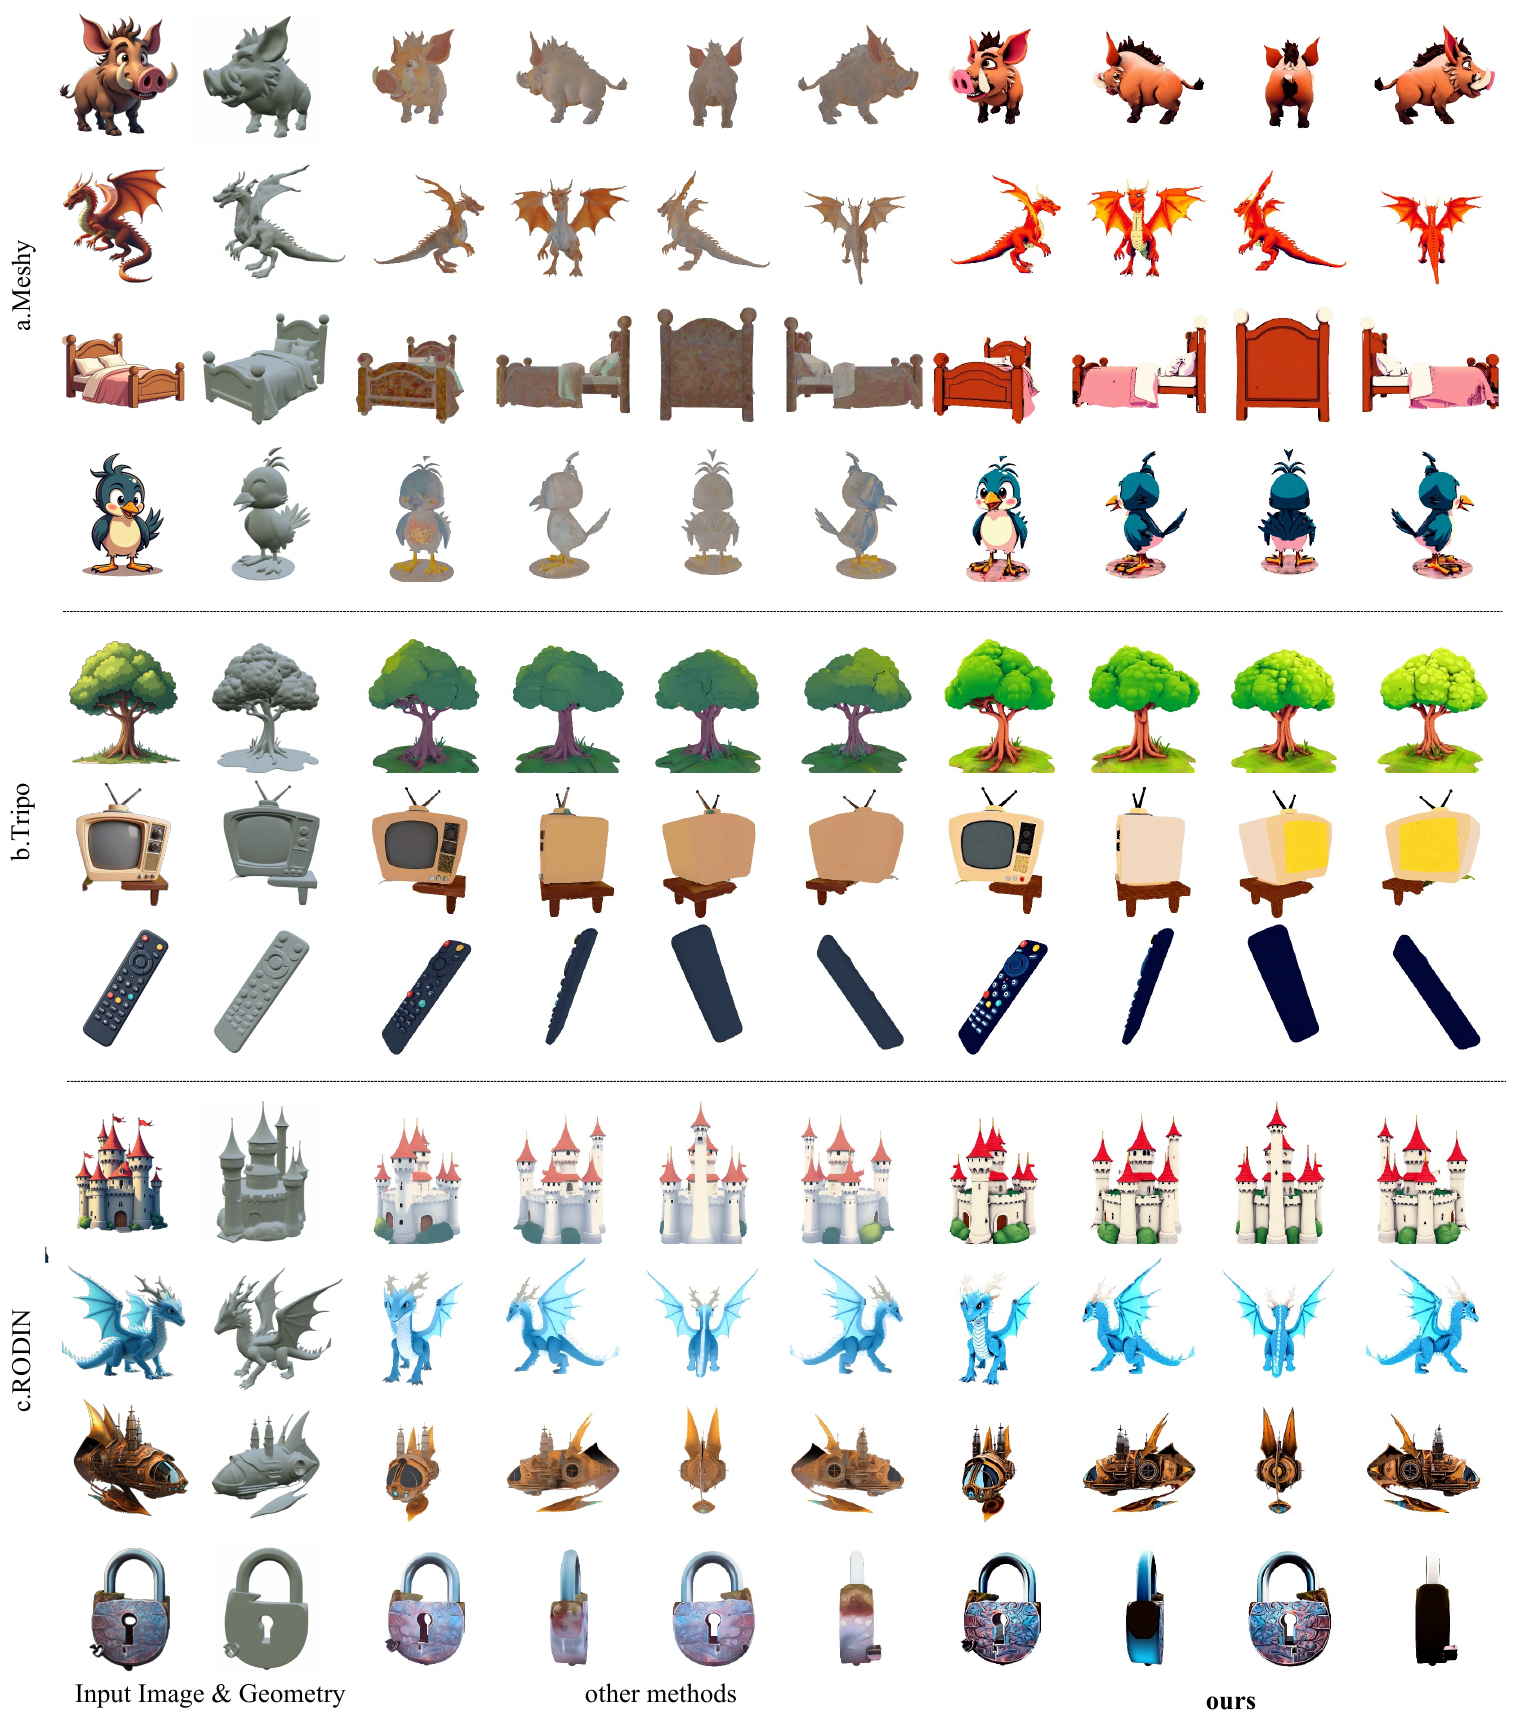 a.Meshy
b.Tripo
c.RODIN
Input Image & Geometry
other methods
ours